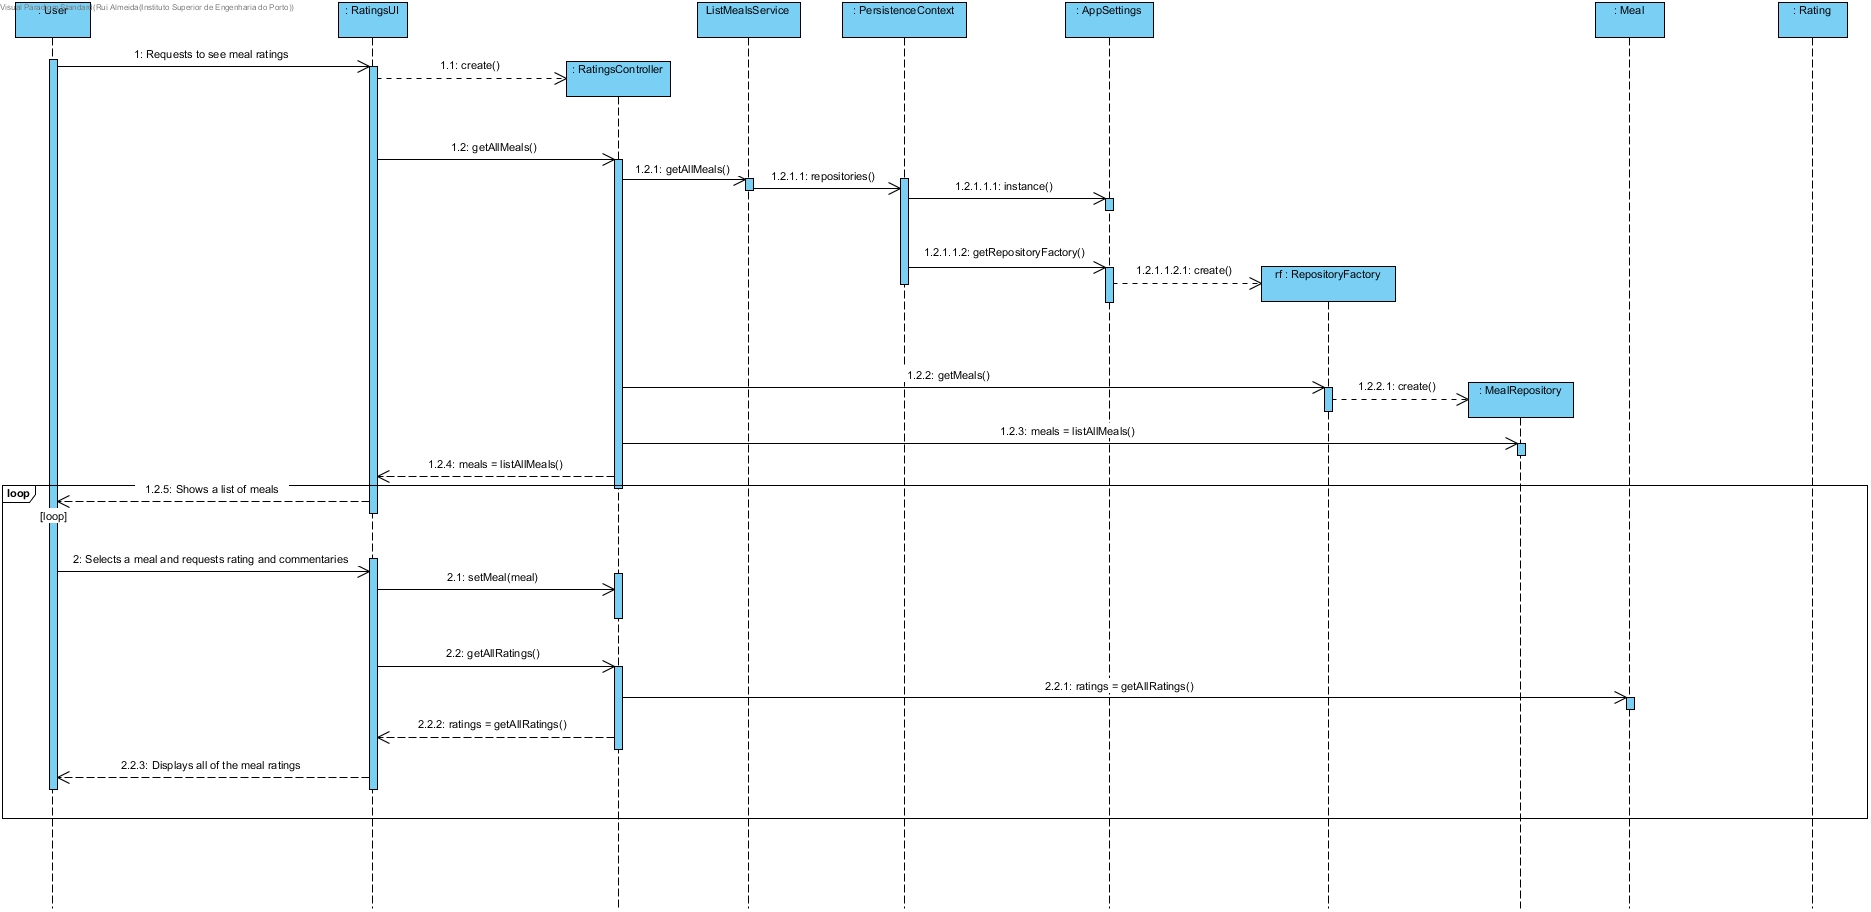 Visual Paradigm Standard(Rui Almeida(Instituto Superior de Engenharia do Porto))
: User
: RatingsUI
ListMealsService
: PersistenceContext
: AppSettings
: Meal
: Rating
1: Requests to see meal ratings
1.1: create()
: RatingsController
1.2: getAllMeals()
1.2.1: getAllMeals()
1.2.1.1: repositories()
1.2.1.1.1: instance()
1.2.1.1.2: getRepositoryFactory()
1.2.1.1.2.1: create()
rf : RepositoryFactory
1.2.2: getMeals()
1.2.2.1: create()
: MealRepository
1.2.3: meals = listAllMeals()
1.2.4: meals = listAllMeals()
loop
1.2.5: Shows a list of meals
[loop]
2: Selects a meal and requests rating and commentaries
2.1: setMeal(meal)
2.2: getAllRatings()
2.2.1: ratings = getAllRatings()
2.2.2: ratings = getAllRatings()
2.2.3: Displays all of the meal ratings